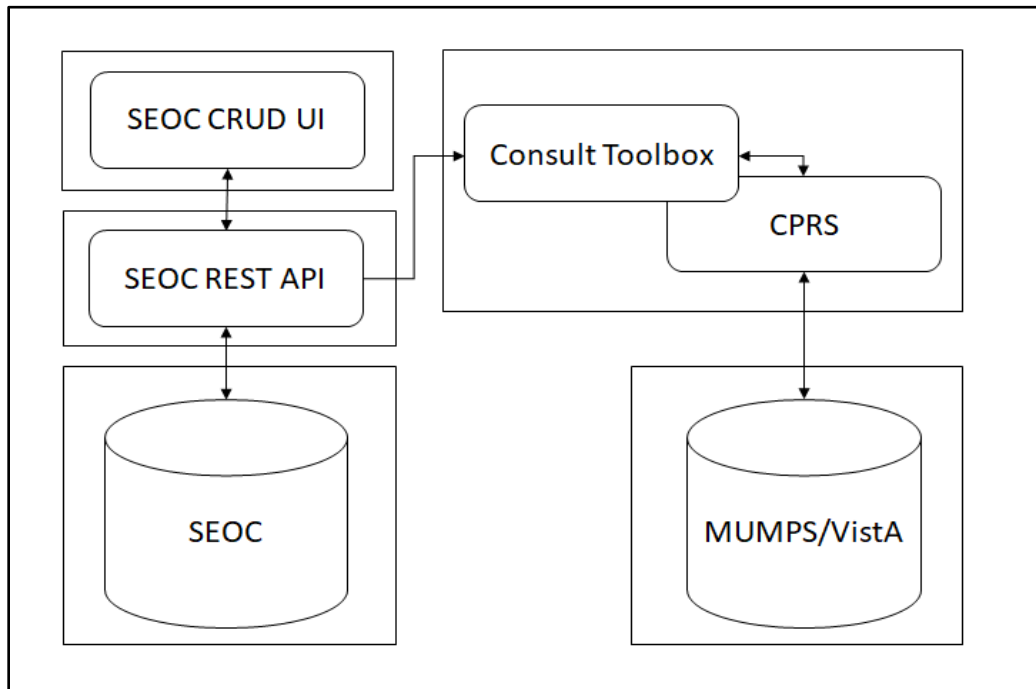 SEOC CRUD UI
SEOC REST API
SEOC
Consult Toolbox
CPRS
MUMPS/VistA